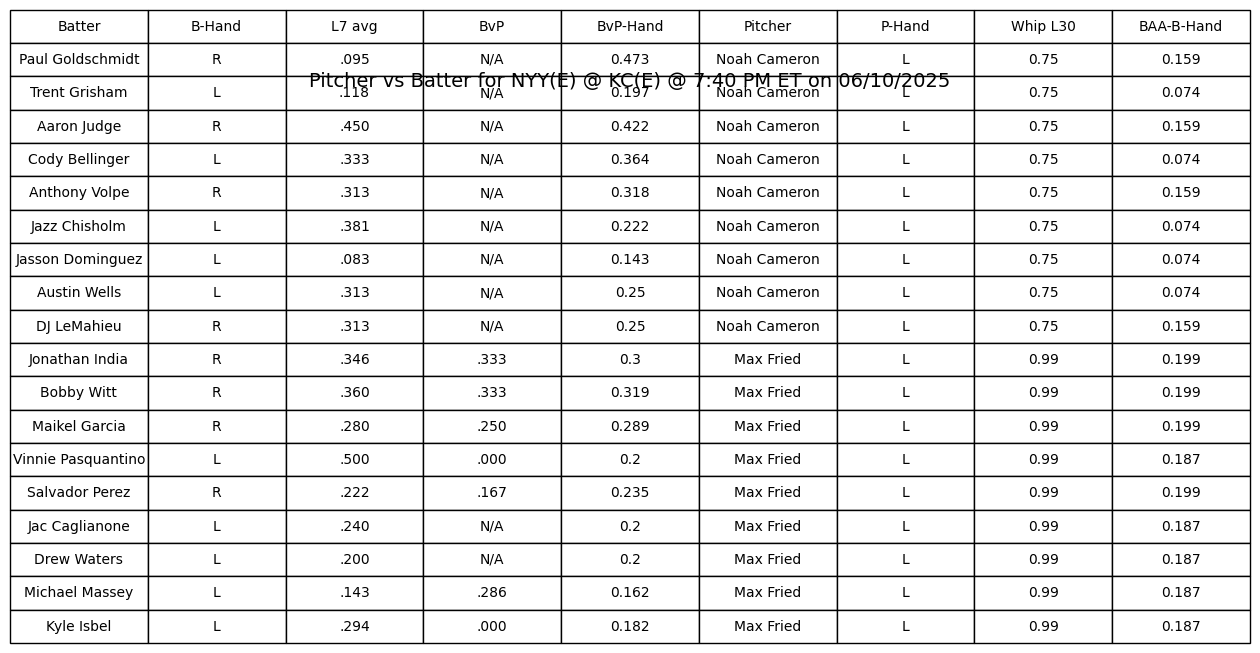 Batter B-Hand L7 avg BvP BvP-Hand Pitcher P-Hand Whip L30 BAA-B-Hand
Paul Goldschmidt R .095 N/A 0.473 Noah Cameron L 0.75 0.159
Pitcher vs Batter for NYY(E) @ KC(E) @ 7:40 PM ET on 06/10/2025
Trent Grisham L .118 N/A 0.197 Noah Cameron L 0.75 0.074
Aaron Judge R .450 N/A 0.422 Noah Cameron L 0.75 0.159
Cody Bellinger L .333 N/A 0.364 Noah Cameron L 0.75 0.074
Anthony Volpe R .313 N/A 0.318 Noah Cameron L 0.75 0.159
Jazz Chisholm L .381 N/A 0.222 Noah Cameron L 0.75 0.074
Jasson Dominguez L .083 N/A 0.143 Noah Cameron L 0.75 0.074
Austin Wells L .313 N/A 0.25 Noah Cameron L 0.75 0.074
DJ LeMahieu R .313 N/A 0.25 Noah Cameron L 0.75 0.159
Jonathan India R .346 .333 0.3 Max Fried L 0.99 0.199
Bobby Witt R .360 .333 0.319 Max Fried L 0.99 0.199
Maikel Garcia R .280 .250 0.289 Max Fried L 0.99 0.199
Vinnie Pasquantino L .500 .000 0.2 Max Fried L 0.99 0.187
Salvador Perez R .222 .167 0.235 Max Fried L 0.99 0.199
Jac Caglianone L .240 N/A 0.2 Max Fried L 0.99 0.187
Drew Waters L .200 N/A 0.2 Max Fried L 0.99 0.187
Michael Massey L .143 .286 0.162 Max Fried L 0.99 0.187
Kyle Isbel L .294 .000 0.182 Max Fried L 0.99 0.187